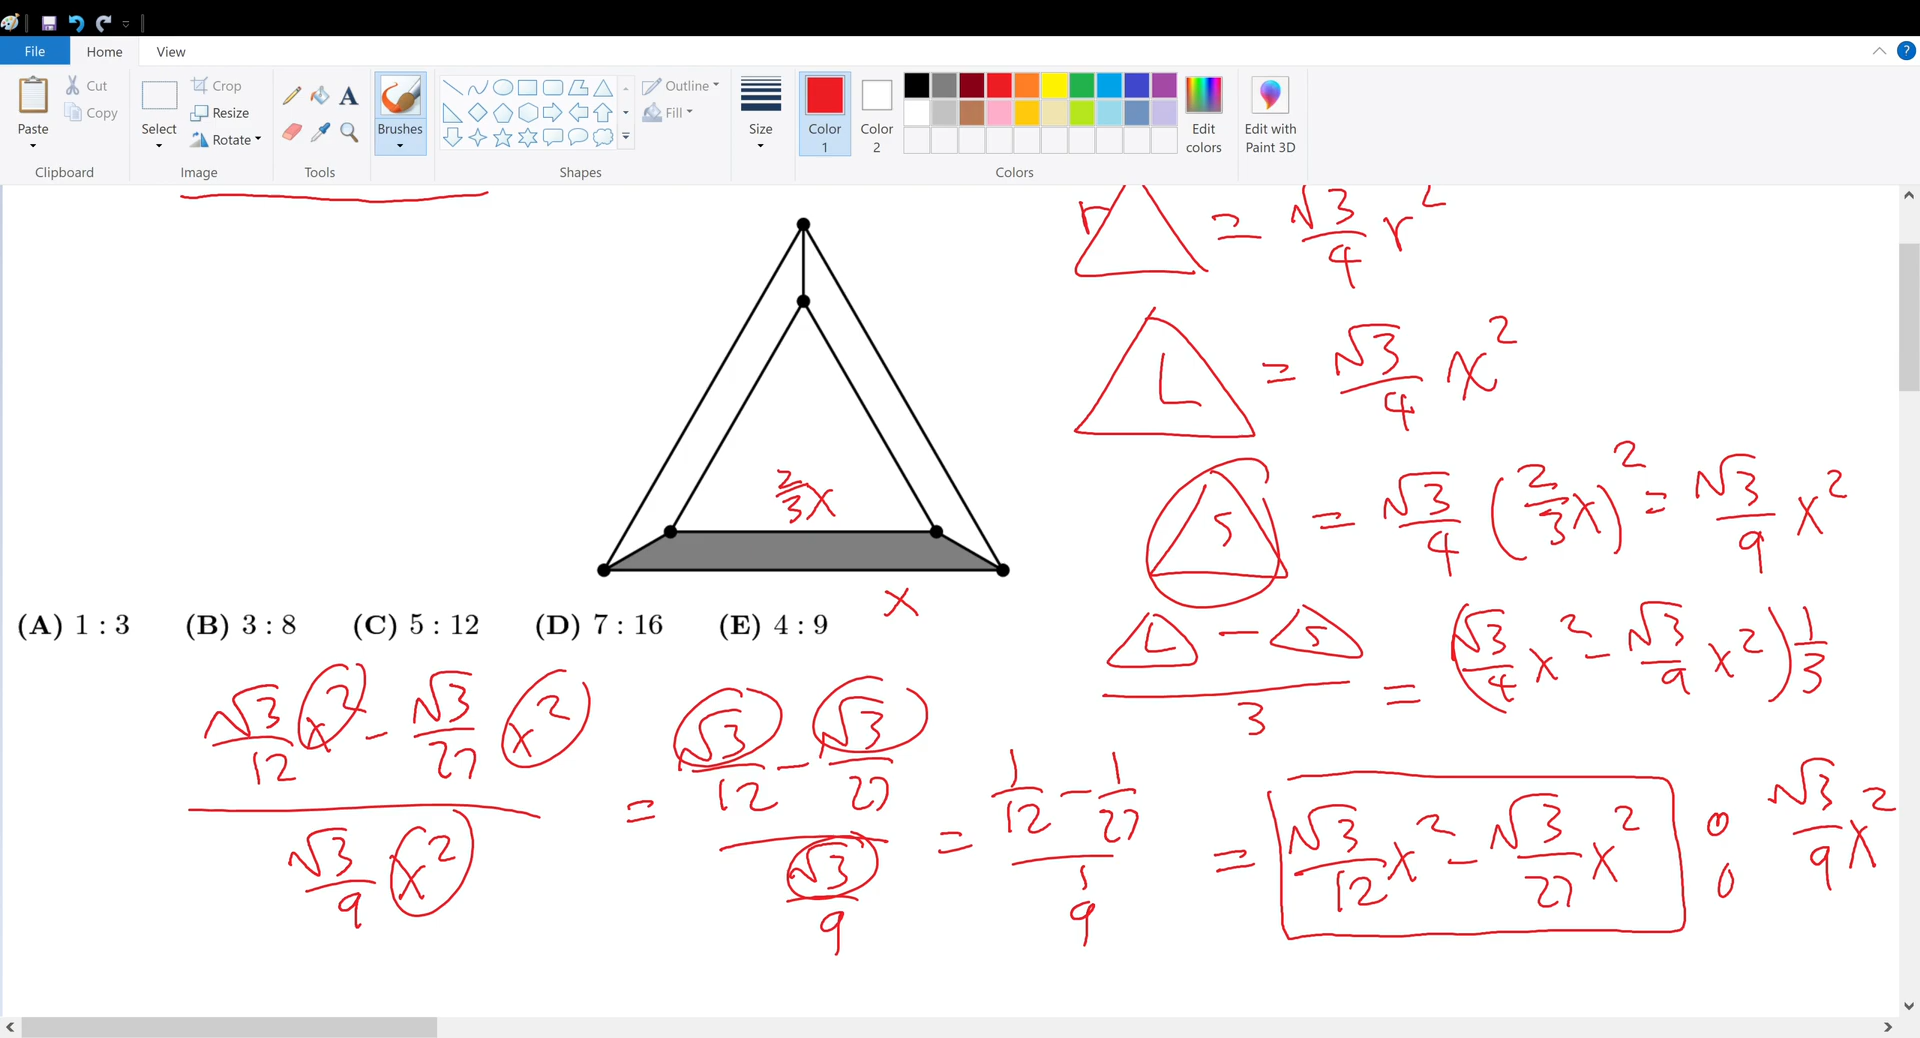 File Home View
Paste
Cut
Copy
Clipboard
Select
Crop
Resize
Rotate
Image
A
Tools
Brushes
Shapes
Outline
Fill
Size
Color 1
Color 2
Edit colors
Edit with Paint 3D
Colors
?
r △ = √3/4 r²
L = √3/4 x²
2/3 x
S = √3/4 (2/3 x)² = √3/9 x²
x
(A) 1 : 3 (B) 3 : 8 (C) 5 : 12 (D) 7 : 16 (E) 4 : 9
(L - S)/3 = (√3/4 x² - √3/9 x²) 1/3
(√3/12 x² - √3/27 x²)/(√3/9 x²) = (√3/12 - √3/27)/(√3/9) = (1/12 - 1/27)/(1/9)
= √3/12 x² - √3/27 x² : √3/9 x²